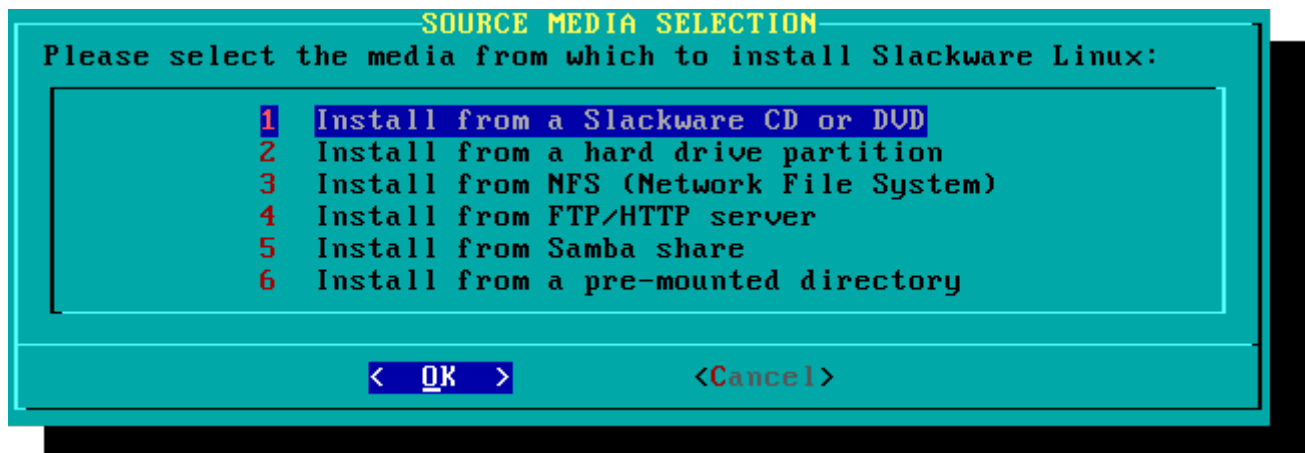 SOURCE MEDIA SELECTION
Please select the media from which to install Slackware Linux:
1 Install from a Slackware CD or DVD
2 Install from a hard drive partition
3 Install from NFS (Network File System)
4 Install from FTP/HTTP server
5 Install from Samba share
6 Install from a pre-mounted directory
< OK > <Cancel>